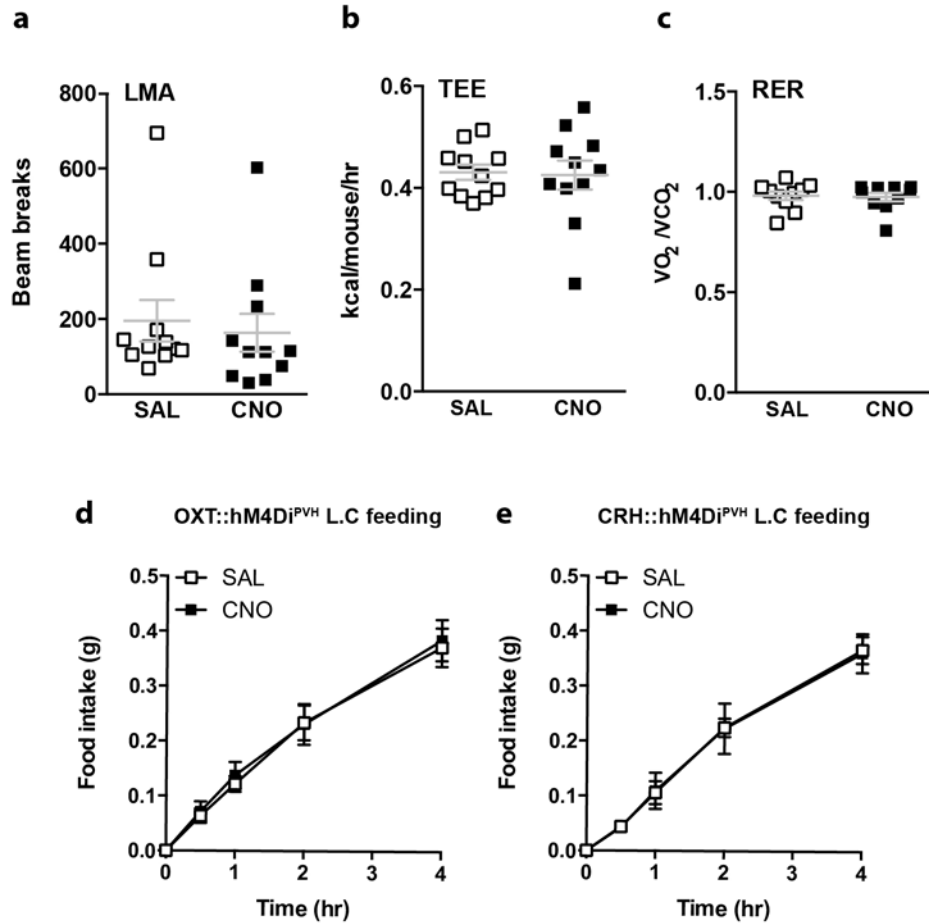 a
b
c
LMA
TEE
RER
800
600
400
200
0
Beam breaks
SAL
CNO
0.6
0.4
0.2
0.0
kcal/mouse/hr
SAL
CNO
1.5
1.0
0.5
0.0
VO₂ /VCO₂
SAL
CNO
d
OXT::hM4Diᴾⱽᴴ L.C feeding
SAL
CNO
0.5
0.4
0.3
0.2
0.1
0.0
Food intake (g)
0
1
2
3
4
Time (hr)
e
CRH::hM4Diᴾⱽᴴ L.C feeding
SAL
CNO
0.5
0.4
0.3
0.2
0.1
0.0
Food intake (g)
0
1
2
3
4
Time (hr)